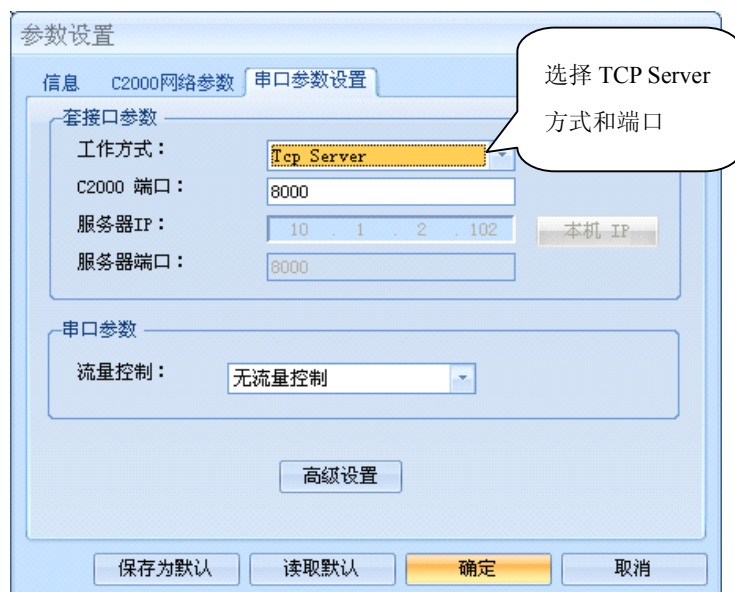 参数设置
选择 TCP Server
方式和端口
信息 C2000网络参数 串口参数设置
套接口参数
工作方式： Tcp Server
C2000 端口： 8000
服务器IP： 10 . 1 . 2 . 102 本机 IP
服务器端口： 8000
串口参数
流量控制： 无流量控制
高级设置
保存为默认 读取默认 确定 取消